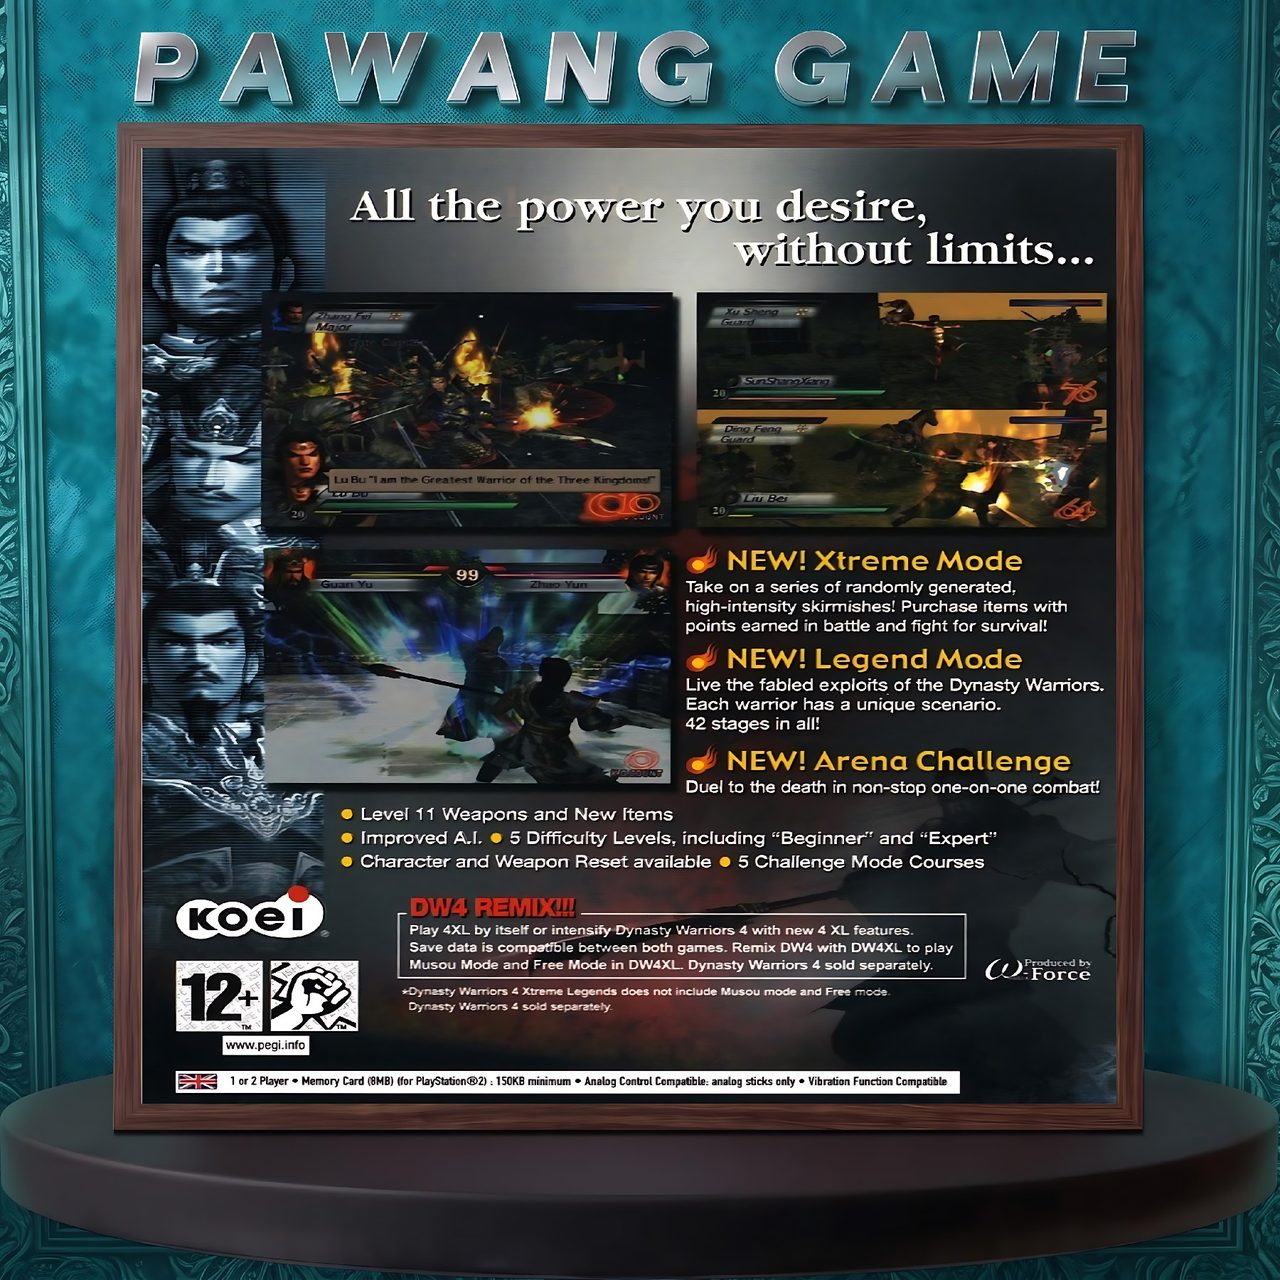 PAWANG GAME
All the power you desire,
without limits...
Zhang Fei
Major
Gate Captain
Lu Bu "I am the Greatest Warrior of the Three Kingdoms!"
Lu Bu
20
Xu Sheng
Guard
SunShangXiang
20
76
Ding Feng
Guard
Liu Bei
20
64
Guan Yu
99
Zhao Yun
NEW! Xtreme Mode
Take on a series of randomly generated,
high-intensity skirmishes! Purchase items with
points earned in battle and fight for survival!
NEW! Legend Mode
Live the fabled exploits of the Dynasty Warriors.
Each warrior has a unique scenario.
42 stages in all!
NEW! Arena Challenge
Duel to the death in non-stop one-on-one combat!
• Level 11 Weapons and New Items
• Improved A.I. • 5 Difficulty Levels, including "Beginner" and "Expert"
• Character and Weapon Reset available • 5 Challenge Mode Courses
KOEI®
DW4 REMIX!!!
Play 4XL by itself or intensify Dynasty Warriors 4 with new 4 XL features.
Save data is compatible between both games. Remix DW4 with DW4XL to play
Musou Mode and Free Mode in DW4XL. Dynasty Warriors 4 sold separately.
*Dynasty Warriors 4 Xtreme Legends does not include Musou mode and Free mode.
Dynasty Warriors 4 sold separately.
Produced by
ω-Force
12+™
™
www.pegi.info
1 or 2 Player • Memory Card (8MB) (for PlayStation®2) : 150KB minimum • Analog Control Compatible: analog sticks only • Vibration Function Compatible